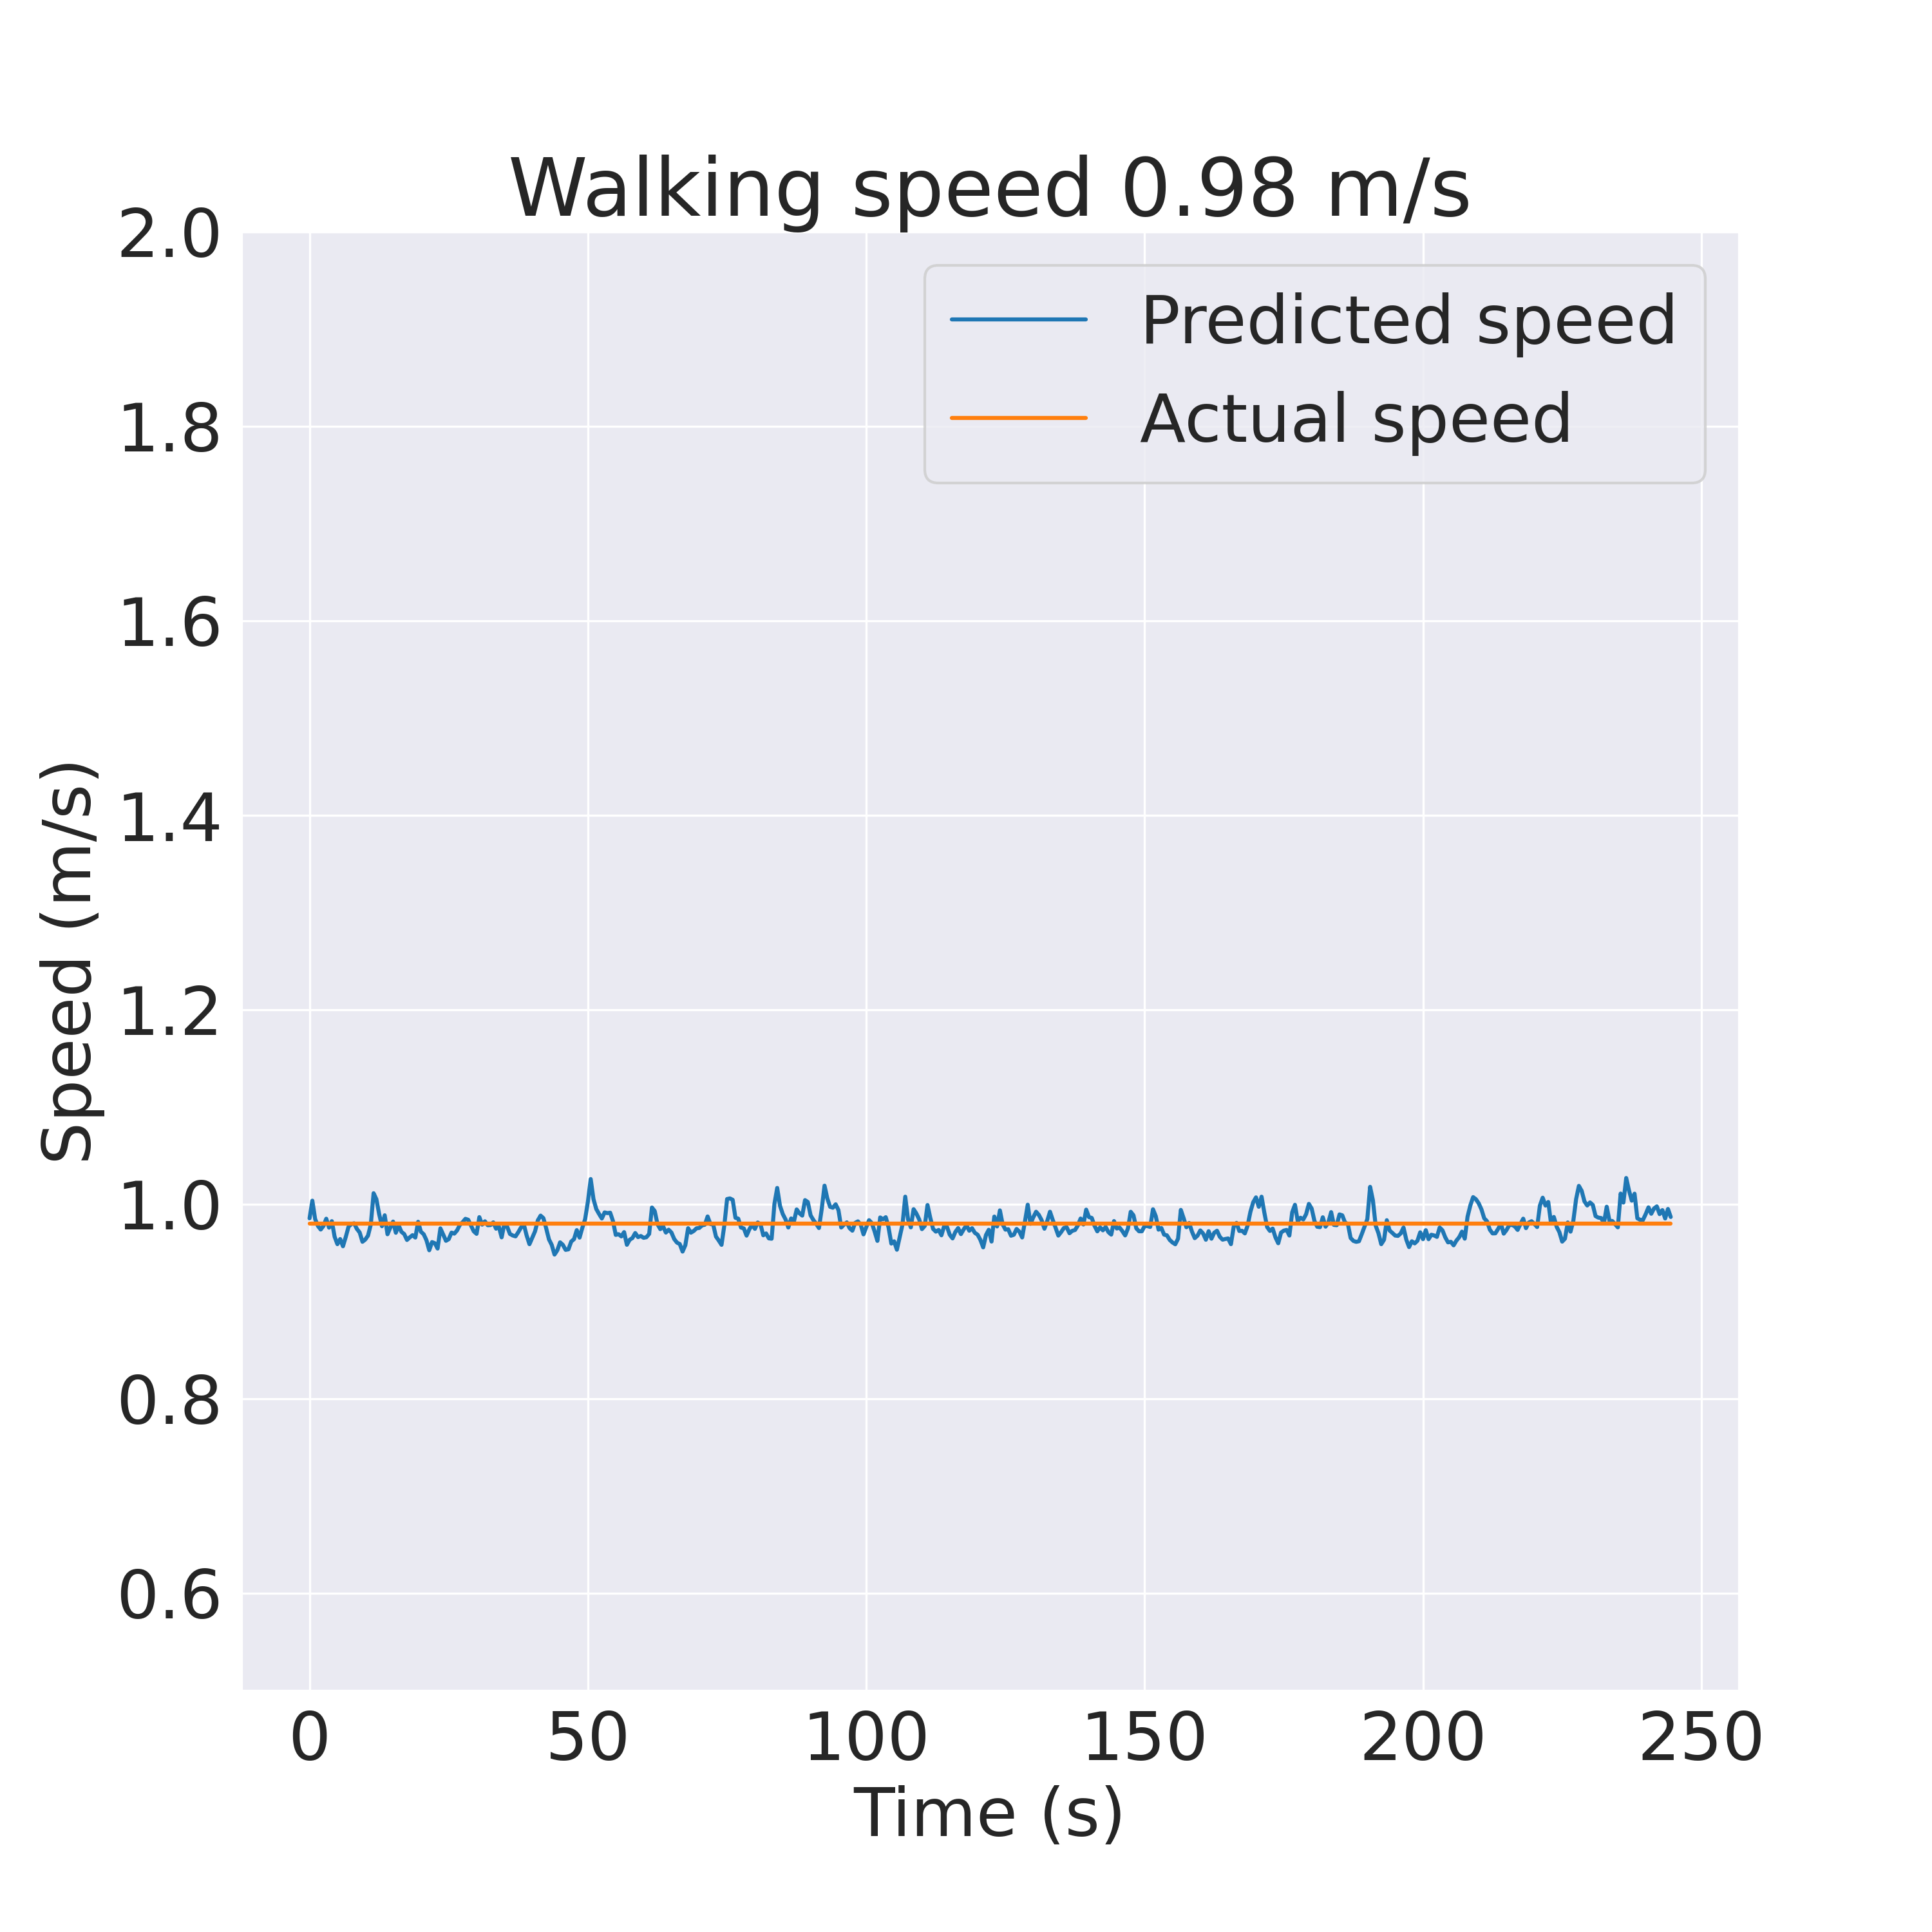 Walking speed 0.98 m/s
Predicted speed
Actual speed
2.0
1.8
1.6
1.4
1.2
1.0
0.8
0.6
Speed (m/s)
0 50 100 150 200 250
Time (s)